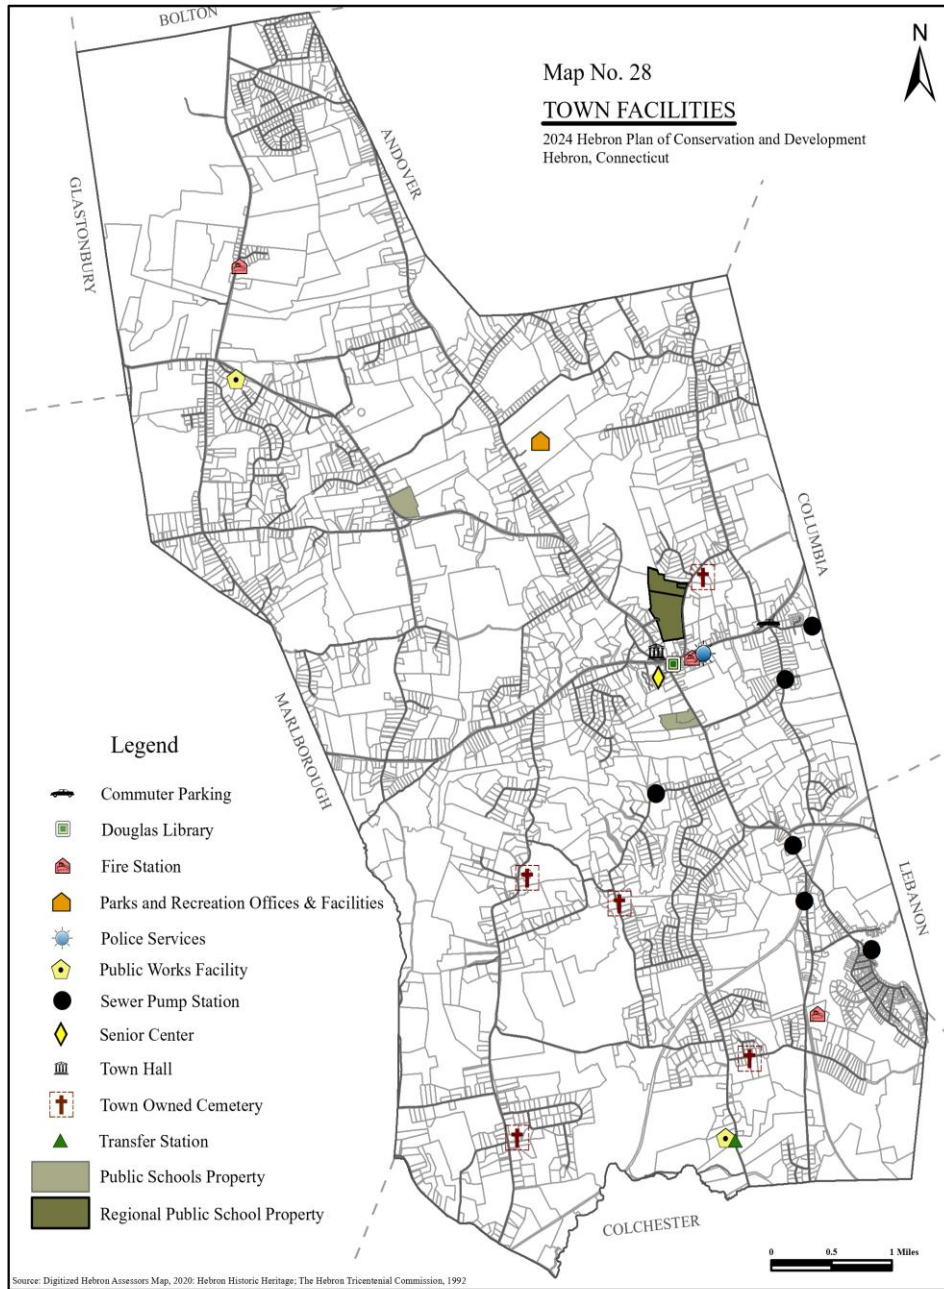 BOLTON
N
Map No. 28
TOWN FACILITIES
2024 Hebron Plan of Conservation and Development
Hebron, Connecticut
ANDOVER
GLASTONBURY
COLUMBIA
MARLBOROUGH
LEBANON
Legend
Commuter Parking
Douglas Library
Fire Station
Parks and Recreation Offices & Facilities
Police Services
Public Works Facility
Sewer Pump Station
Senior Center
Town Hall
Town Owned Cemetery
Transfer Station
Public Schools Property
Regional Public School Property
COLCHESTER
0 0.5 1 Miles
Source: Digitized Hebron Assessors Map, 2020: Hebron Historic Heritage; The Hebron Tricentenial Commission, 1992